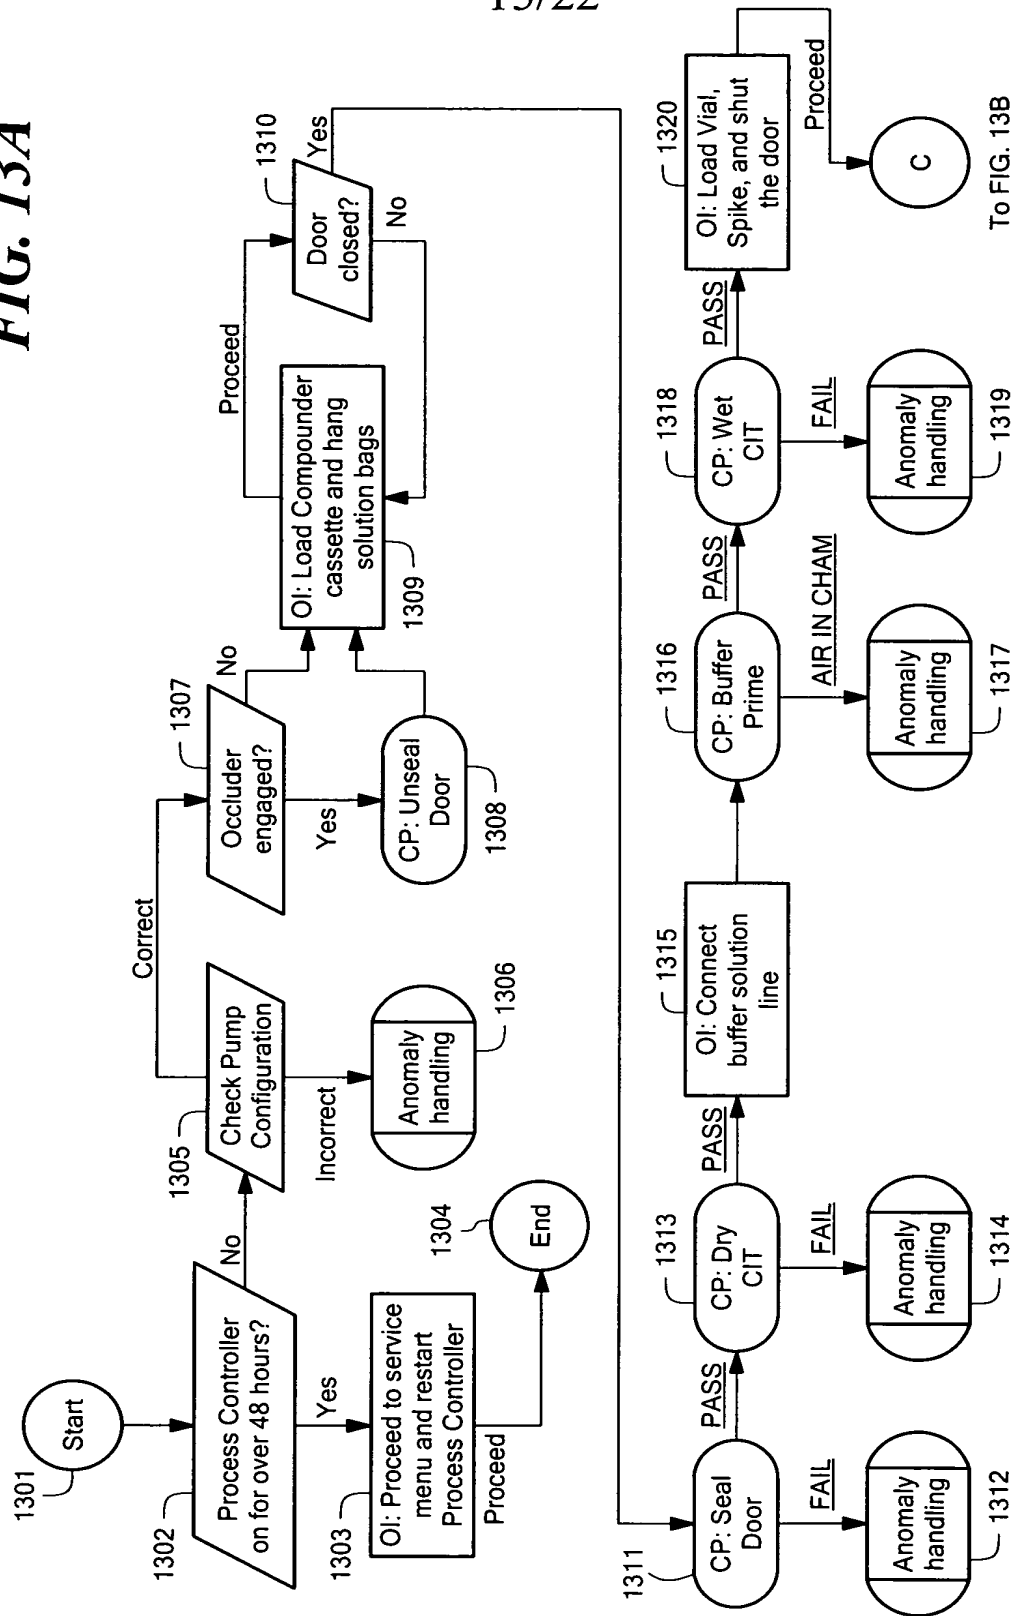 13/22
FIG. 13A
1301
Start
1302
Process Controller
on for over 48 hours?
No
Yes
1303
OI: Proceed to service
menu and restart
Process Controller
Proceed
1304
End
1305
Check Pump
Configuration
Correct
Incorrect
Anomaly
handling
1306
1307
Occluder
engaged?
No
Yes
CP: Unseal
Door
1308
OI: Load Compounder
cassette and hang
solution bags
1309
Proceed
1310
Door
closed?
Yes
No
1311
CP: Seal
Door
PASS
FAIL
Anomaly
handling
1312
1313
CP: Dry
CIT
PASS
FAIL
Anomaly
handling
1314
1315
OI: Connect
buffer solution
line
1316
CP: Buffer
Prime
PASS
AIR IN CHAM
Anomaly
handling
1317
1318
CP: Wet
CIT
PASS
FAIL
Anomaly
handling
1319
1320
OI: Load Vial,
Spike, and shut
the door
Proceed
C
To FIG. 13B